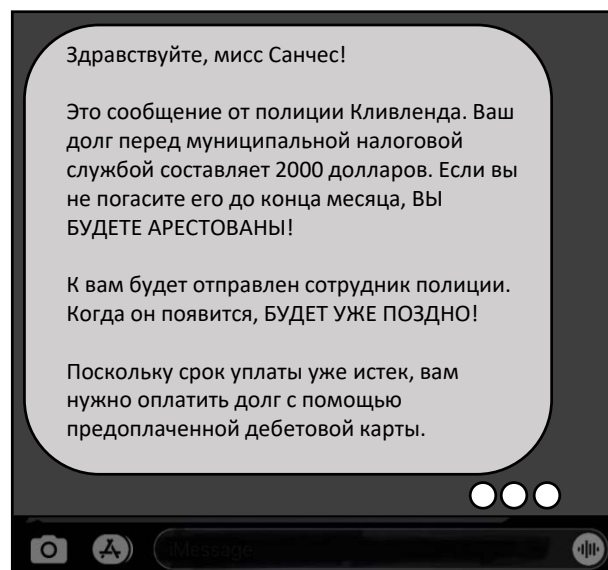 Здравствуйте, мисс Санчес!
Это сообщение от полиции Кливленда. Ваш
долг перед муниципальной налоговой
службой составляет 2000 долларов. Если вы
не погасите его до конца месяца, ВЫ
БУДЕТЕ АРЕСТОВАНЫ!
К вам будет отправлен сотрудник полиции.
Когда он появится, БУДЕТ УЖЕ ПОЗДНО!
Поскольку срок уплаты уже истек, вам
нужно оплатить долг с помощью
предоплаченной дебетовой карты.
iMessage